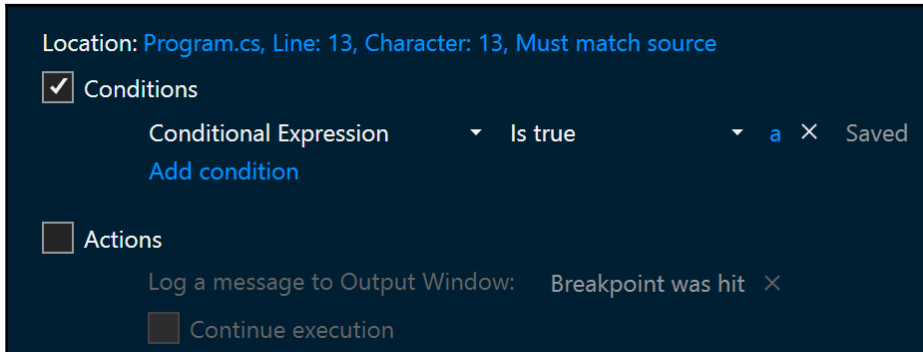 Location: Program.cs, Line: 13, Character: 13, Must match source
Conditions
Conditional Expression Is true a Saved
Add condition
Actions
Log a message to Output Window: Breakpoint was hit
Continue execution